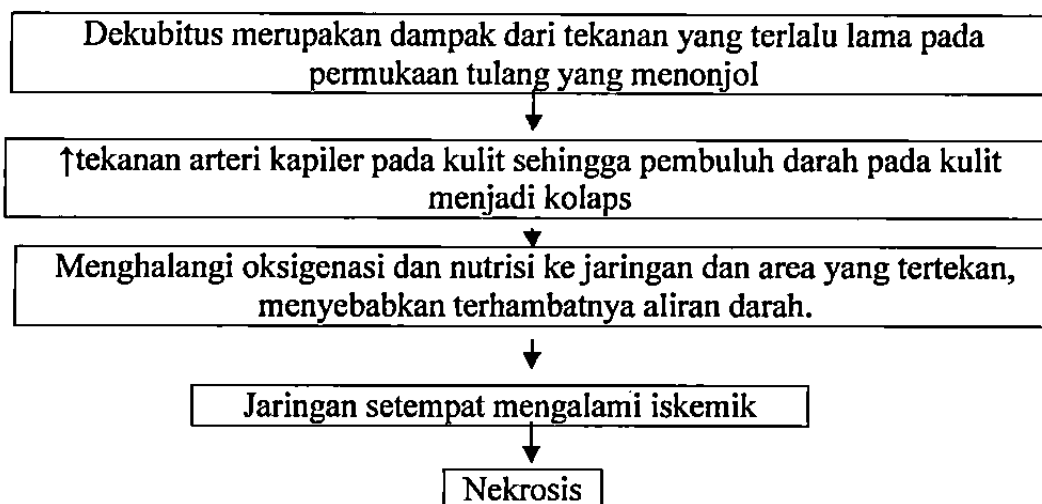 Dekubitus merupakan dampak dari tekanan yang terlalu lama pada
permukaan tulang yang menonjol
↑tekanan arteri kapiler pada kulit sehingga pembuluh darah pada kulit
menjadi kolaps
Menghalangi oksigenasi dan nutrisi ke jaringan dan area yang tertekan,
menyebabkan terhambatnya aliran darah.
Jaringan setempat mengalami iskemik
Nekrosis